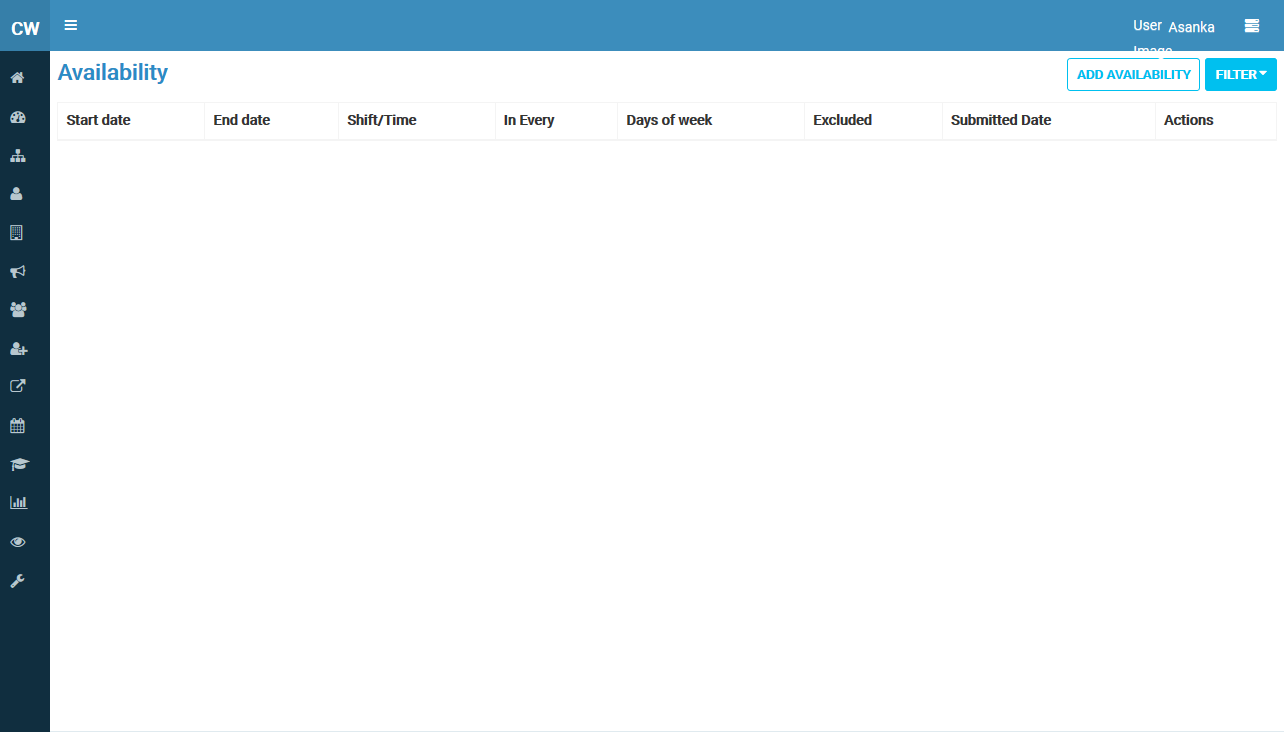 CW
User Image
Asanka
Availability
ADD AVAILABILITY
FILTER
Start date
End date
Shift/Time
In Every
Days of week
Excluded
Submitted Date
Actions